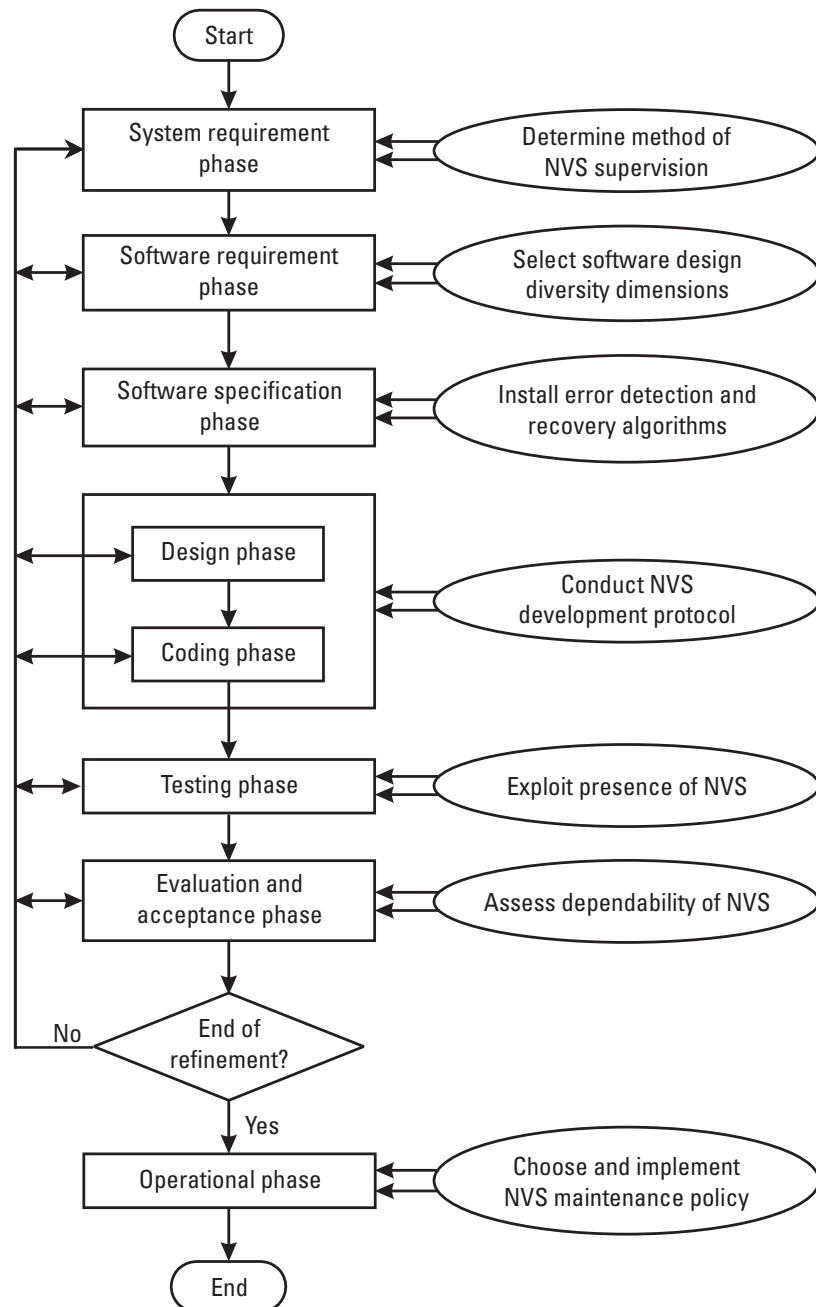 Start
System requirement
phase
Determine method of
NVS supervision
Software requirement
phase
Select software design
diversity dimensions
Software specification
phase
Install error detection and
recovery algorithms
Design phase
Coding phase
Conduct NVS
development protocol
Testing phase
Exploit presence of NVS
Evaluation and
acceptance phase
Assess dependability of NVS
End of
refinement?
No
Yes
Operational phase
Choose and implement
NVS maintenance policy
End